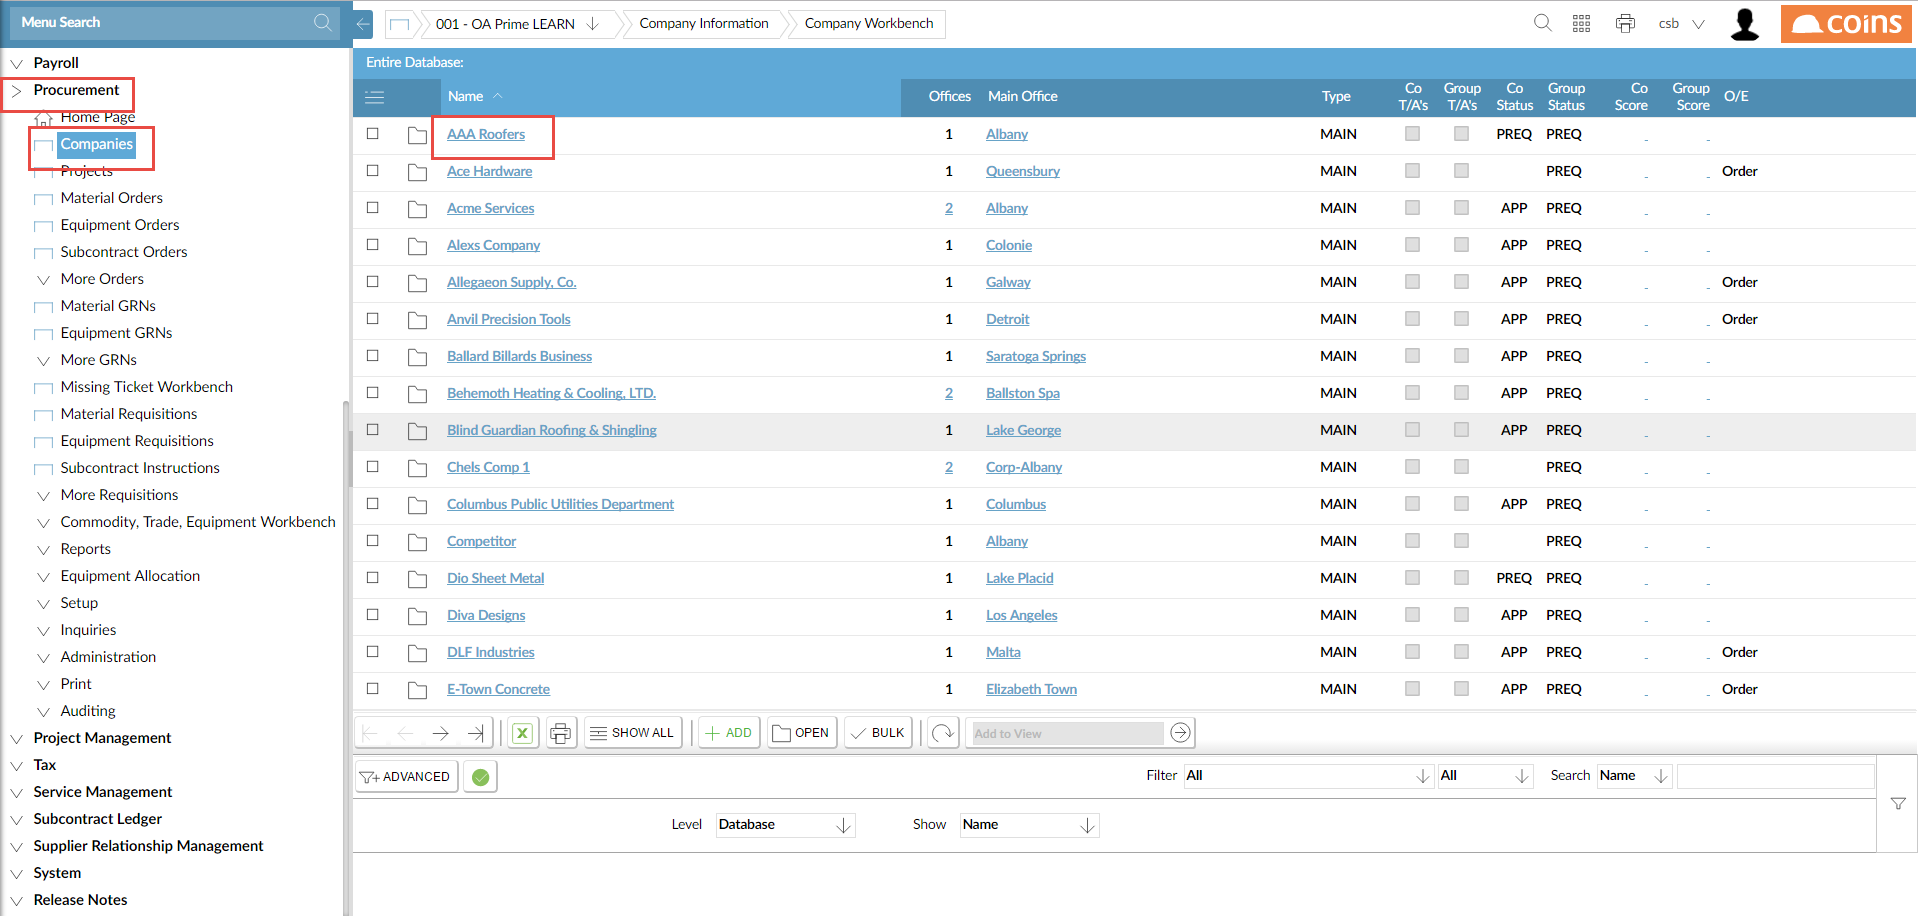 Menu Search
001 - OA Prime LEARN
Company Information
Company Workbench
csb
coins
Payroll
Procurement
Home Page
Companies
Projects
Material Orders
Equipment Orders
Subcontract Orders
More Orders
Material GRNs
Equipment GRNs
More GRNs
Missing Ticket Workbench
Material Requisitions
Equipment Requisitions
Subcontract Instructions
More Requisitions
Commodity, Trade, Equipment Workbench
Reports
Equipment Allocation
Setup
Inquiries
Administration
Print
Auditing
Project Management
Tax
Service Management
Subcontract Ledger
Supplier Relationship Management
System
Release Notes
Entire Database:
Name Offices Main Office Type Co T/A's Group T/A's Co Status Group Status Co Score Group Score O/E
AAA Roofers 1 Albany MAIN PREQ PREQ - -
Ace Hardware 1 Queensbury MAIN PREQ - - Order
Acme Services 2 Albany MAIN APP PREQ - -
Alexs Company 1 Colonie MAIN APP PREQ - -
Allegaeon Supply, Co. 1 Galway MAIN APP PREQ - - Order
Anvil Precision Tools 1 Detroit MAIN APP PREQ - - Order
Ballard Billards Business 1 Saratoga Springs MAIN APP PREQ - -
Behemoth Heating & Cooling, LTD. 2 Ballston Spa MAIN APP PREQ - -
Blind Guardian Roofing & Shingling 1 Lake George MAIN APP PREQ - -
Chels Comp 1 2 Corp-Albany MAIN PREQ - -
Columbus Public Utilities Department 1 Columbus MAIN APP PREQ - -
Competitor 1 Albany MAIN PREQ - -
Dio Sheet Metal 1 Lake Placid MAIN PREQ PREQ - -
Diva Designs 1 Los Angeles MAIN APP PREQ - -
DLF Industries 1 Malta MAIN APP PREQ - - Order
E-Town Concrete 1 Elizabeth Town MAIN APP PREQ - - Order
X SHOW ALL ADD OPEN BULK Add to View
ADVANCED Filter All All Search Name
Level Database Show Name